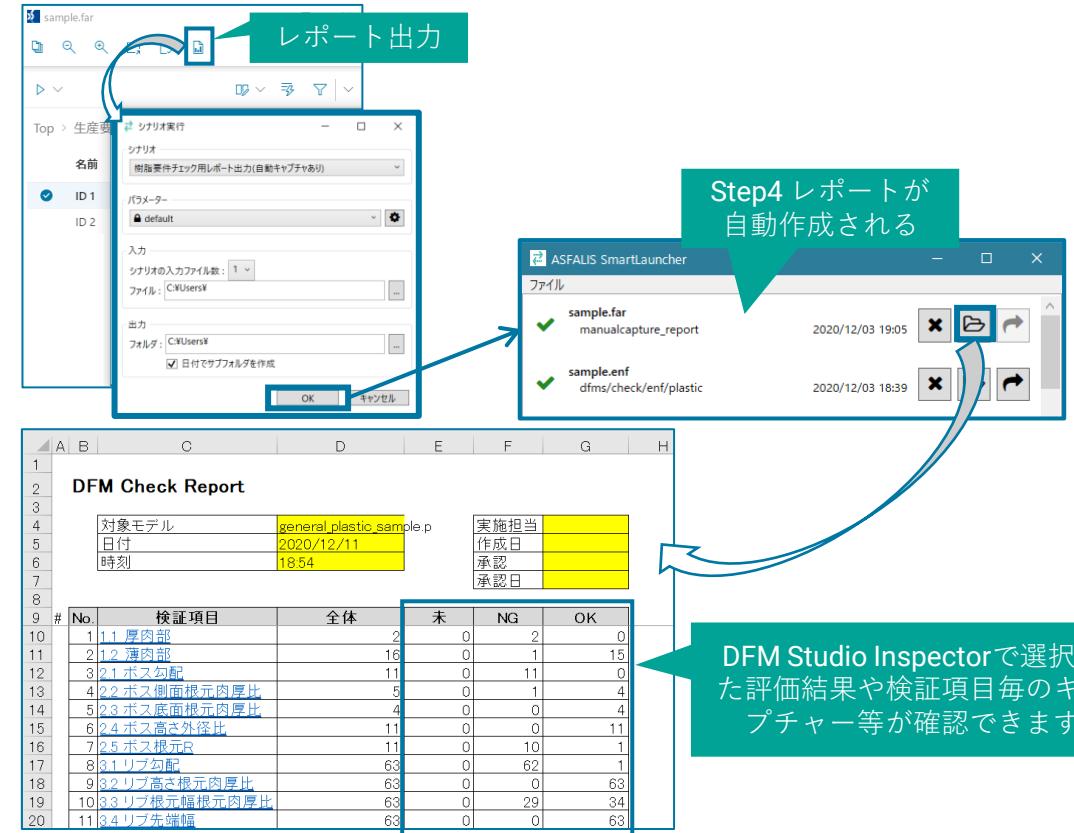 sample.far
レポート出力
Top > 生産要
名前
ID 1
ID 2
シナリオ実行
シナリオ
樹脂要件チェック用レポート出力(自動キャプチャあり)
パラメーター
default
入力
シナリオの入力ファイル数： 1
ファイル： C:¥Users¥
...
出力
フォルダ： C:¥Users¥
...
日付でサブフォルダを作成
OK キャンセル
Step4 レポートが
自動作成される
ASFALIS SmartLauncher
ファイル
sample.far
manualcapture_report 2020/12/03 19:05
sample.enf
dfms/check/enf/plastic 2020/12/03 18:39
A B C D E F G H
1
2 DFM Check Report
3
4 対象モデル general_plastic_sample.p 実施担当
5 日付 2020/12/11 作成日
6 時刻 18:54 承認
7 承認日
8
9 # No. 検証項目 全体 未 NG OK
10 1 1.1 厚肉部 2 0 2 0
11 2 1.2 薄肉部 16 0 1 15
12 3 2.1 ボス勾配 11 0 11 0
13 4 2.2 ボス側面根元肉厚比 5 0 1 4
14 5 2.3 ボス底面根元肉厚比 4 0 0 4
15 6 2.4 ボス高さ外径比 11 0 0 11
16 7 2.5 ボス根元R 11 0 10 1
17 8 3.1 リブ勾配 63 0 62 1
18 9 3.2 リブ高さ根元肉厚比 63 0 0 63
19 10 3.3 リブ根元幅根元肉厚比 63 0 29 34
20 11 3.4 リブ先端幅 63 0 0 63
DFM Studio Inspectorで選択
た評価結果や検証項目毎のキ
プチャー等が確認できます